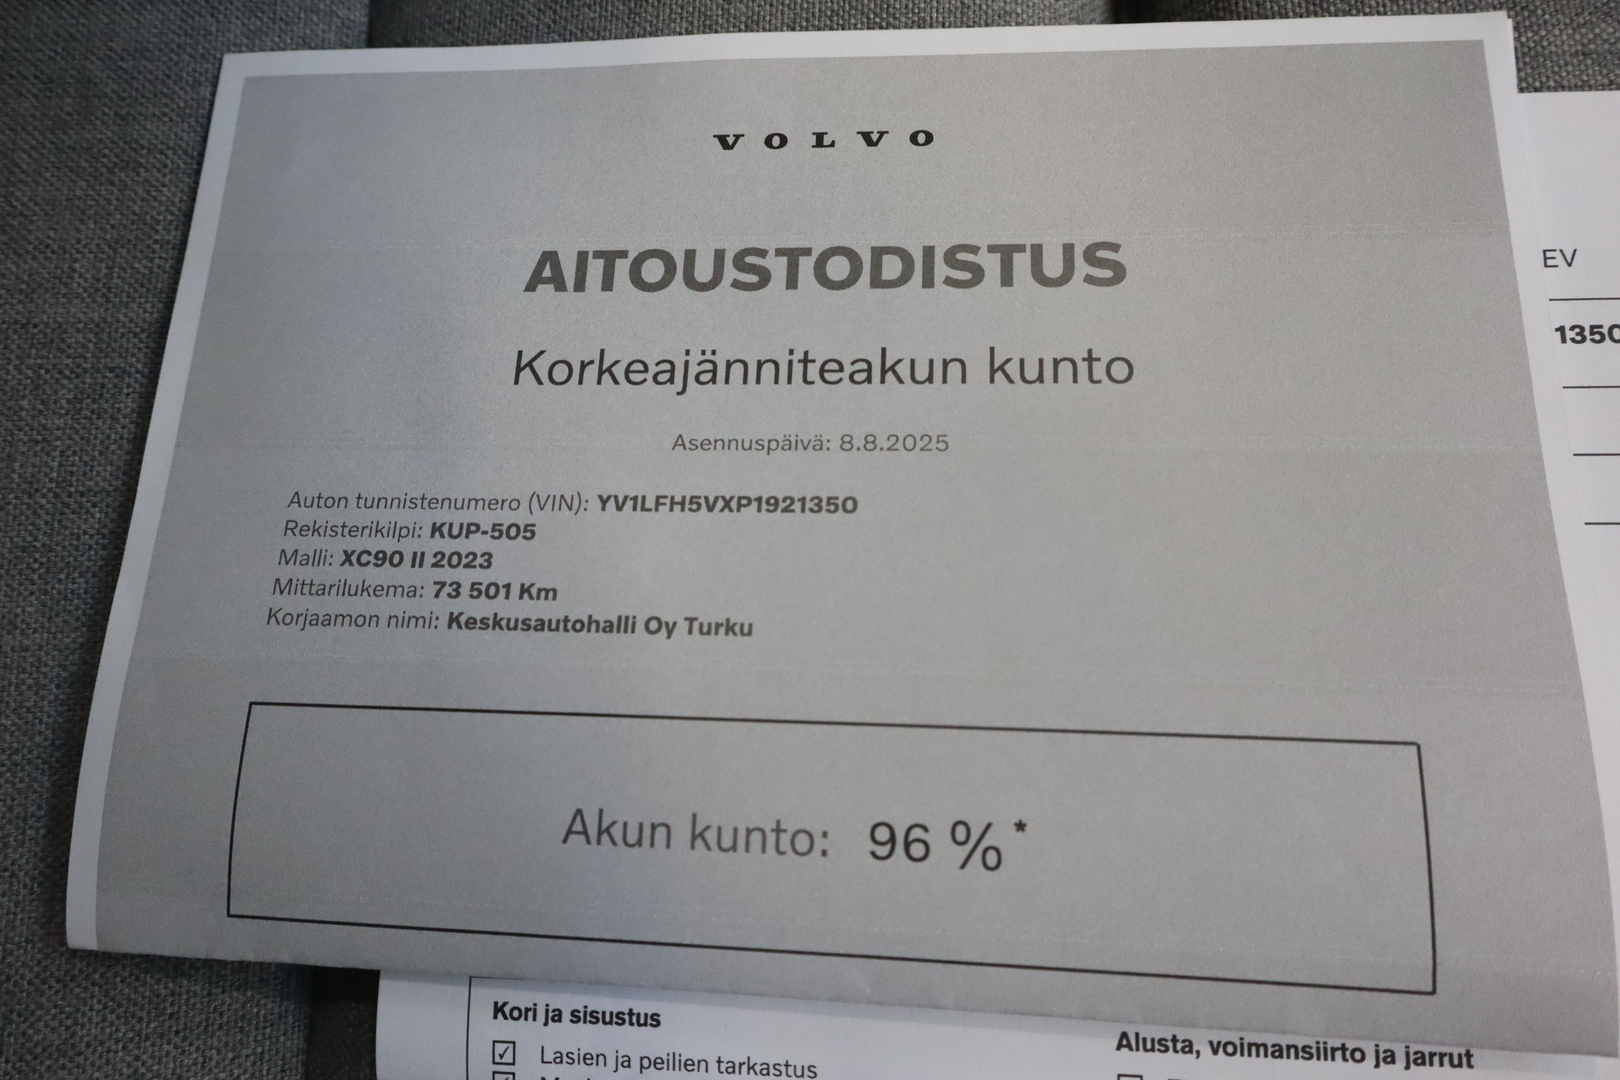 VOLVO
AITOUSTODISTUS
Korkeajänniteakun kunto
Asennuspäivä: 8.8.2025
Auton tunnistenumero (VIN): YV1LFH5VXP1921350
Rekisterikilpi: KUP-505
Malli: XC90 II 2023
Mittarilukema: 73 501 Km
Korjaamon nimi: Keskusautohalli Oy Turku
Akun kunto: 96 %*
EV
1350
Kori ja sisustus
Lasien ja peilien tarkastus
Alusta, voimansiirto ja jarrut